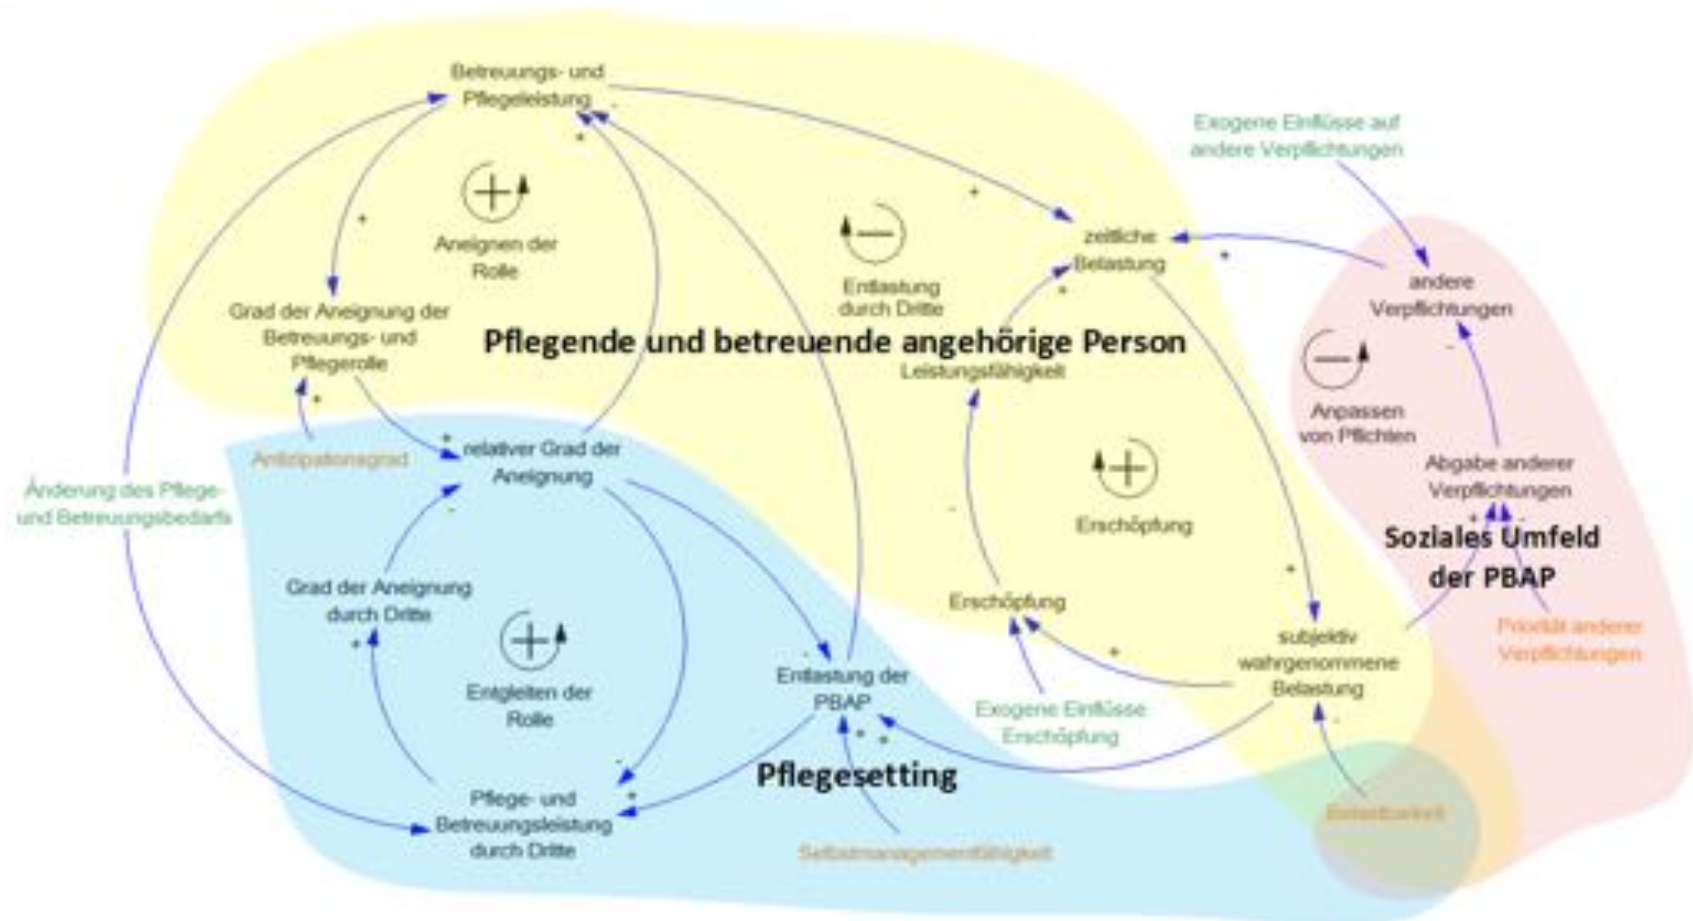 Betreuungs- und
Pflegeleistung
Exogene Einflüsse auf
andere Verpflichtungen
Aneignen der
Rolle
zeitliche
Belastung
Entlastung
durch Dritte
andere
Verpflichtungen
Grad der Aneignung der
Betreuungs- und
Pflegerolle
Pflegende und betreuende angehörige Person
Leistungsfähigkeit
Anpassen
von Pflichten
Antizipationsgrad
relativer Grad der
Aneignung
Abgabe anderer
Verpflichtungen
Änderung des Pflege-
und Betreuungsbedarfs
Erschöpfung
Soziales Umfeld
der PBAP
Grad der Aneignung
durch Dritte
Erschöpfung
Priorität anderer
Verpflichtungen
subjektiv
wahrgenommene
Belastung
Entlastung der
PBAP
Entgleiten der
Rolle
Exogene Einflüsse
Erschöpfung
Pflegesetting
Pflege- und
Betreuungsleistung
durch Dritte
Belastbarkeit
Selbstmanagementfähigkeit